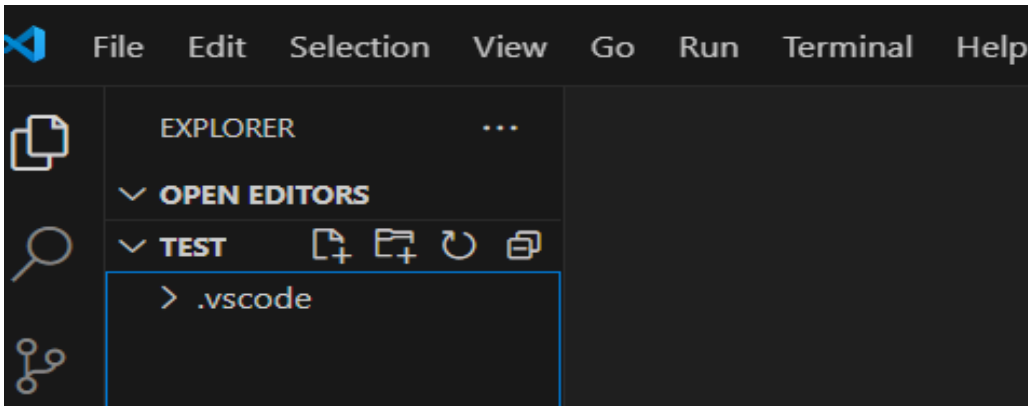 File Edit Selection View Go Run Terminal Help
EXPLORER ...
OPEN EDITORS
TEST
.vscode